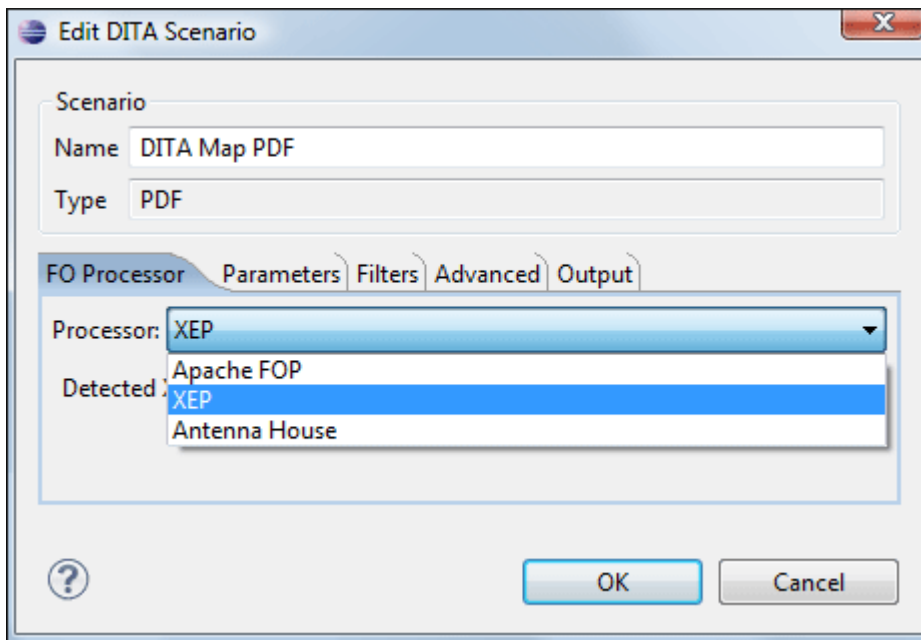 Edit DITA Scenario
Scenario
Name DITA Map PDF
Type PDF
FO Processor Parameters Filters Advanced Output
Processor: XEP
Apache FOP
Detected
XEP
Antenna House
? OK Cancel